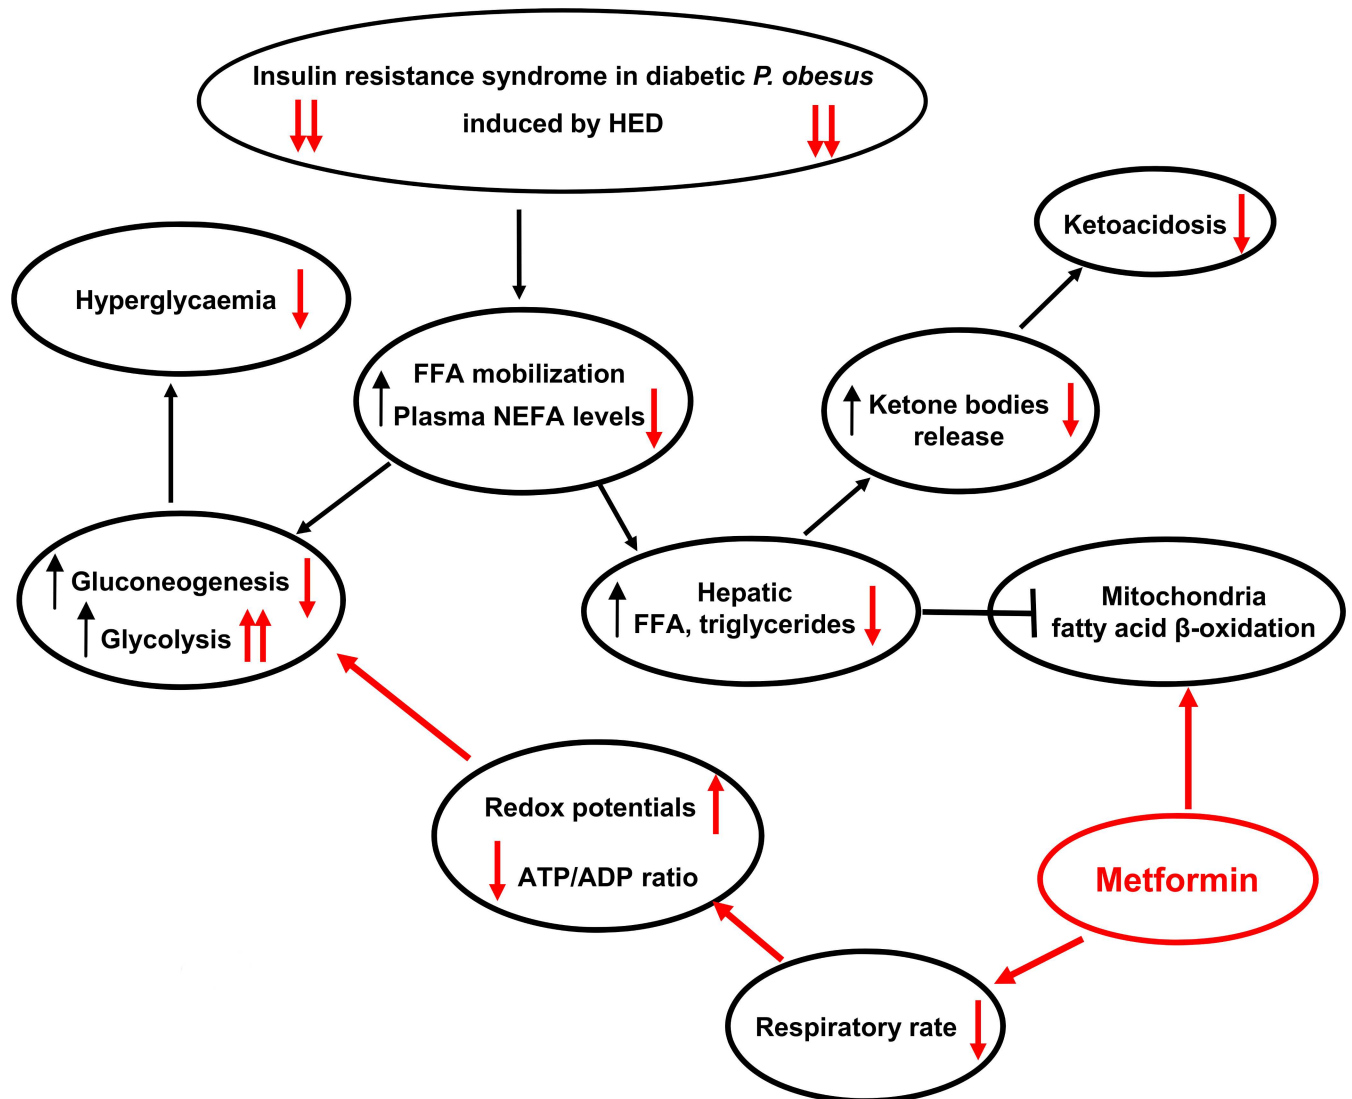 Insulin resistance syndrome in diabetic P. obesus
induced by HED
Ketoacidosis
Hyperglycaemia
FFA mobilization
Plasma NEFA levels
Ketone bodies
release
Gluconeogenesis
Glycolysis
Hepatic
FFA, triglycerides
Mitochondria
fatty acid β-oxidation
Redox potentials
ATP/ADP ratio
Metformin
Respiratory rate